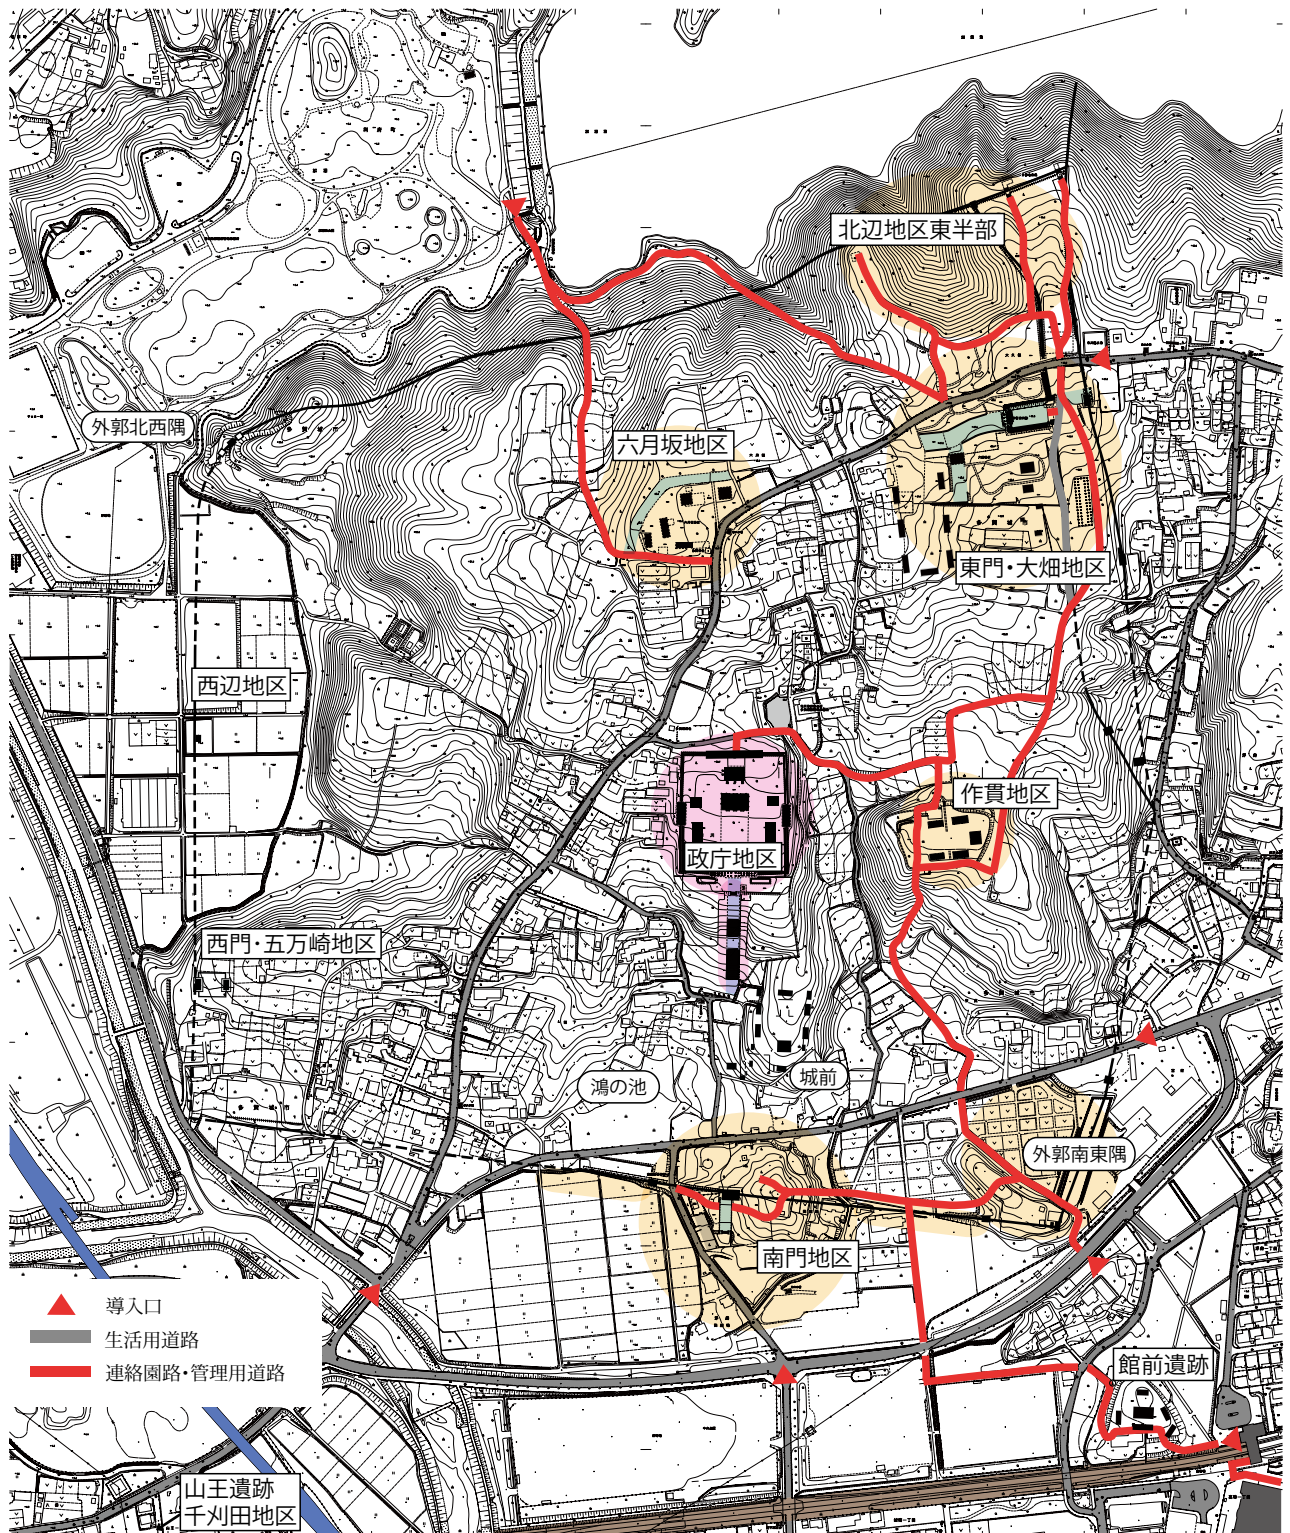 北辺地区東半部
外郭北西隅
六月坂地区
東門・大畑地区
西辺地区
作貫地区
政庁地区
西門・五万崎地区
鴻の池
城前
外郭南東隅
南門地区
導入口
生活用道路
連絡園路・管理用道路
館前遺跡
山王遺跡
千刈田地区